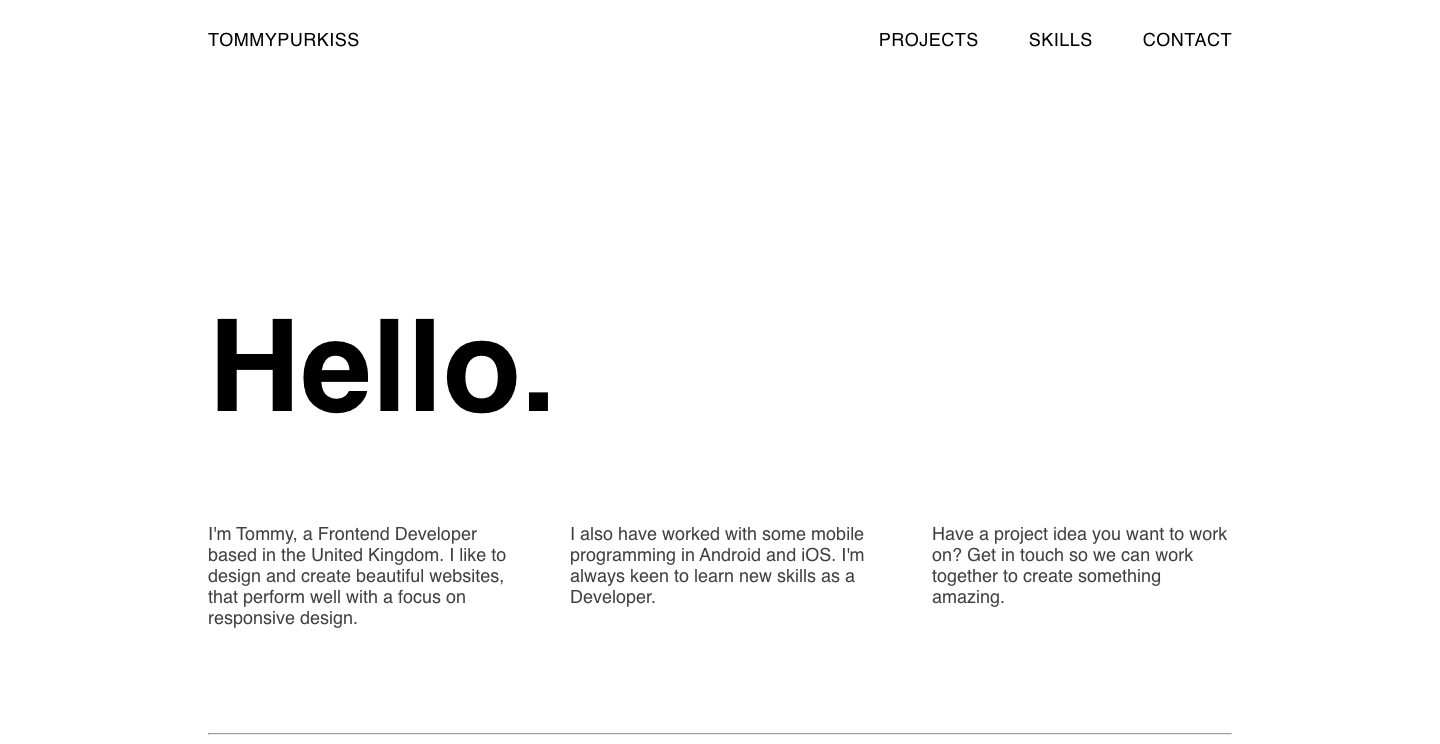 TOMMYPURKISS
PROJECTS SKILLS CONTACT
Hello.
I'm Tommy, a Frontend Developer
based in the United Kingdom. I like to
design and create beautiful websites,
that perform well with a focus on
responsive design.
I also have worked with some mobile
programming in Android and iOS. I'm
always keen to learn new skills as a
Developer.
Have a project idea you want to work
on? Get in touch so we can work
together to create something
amazing.